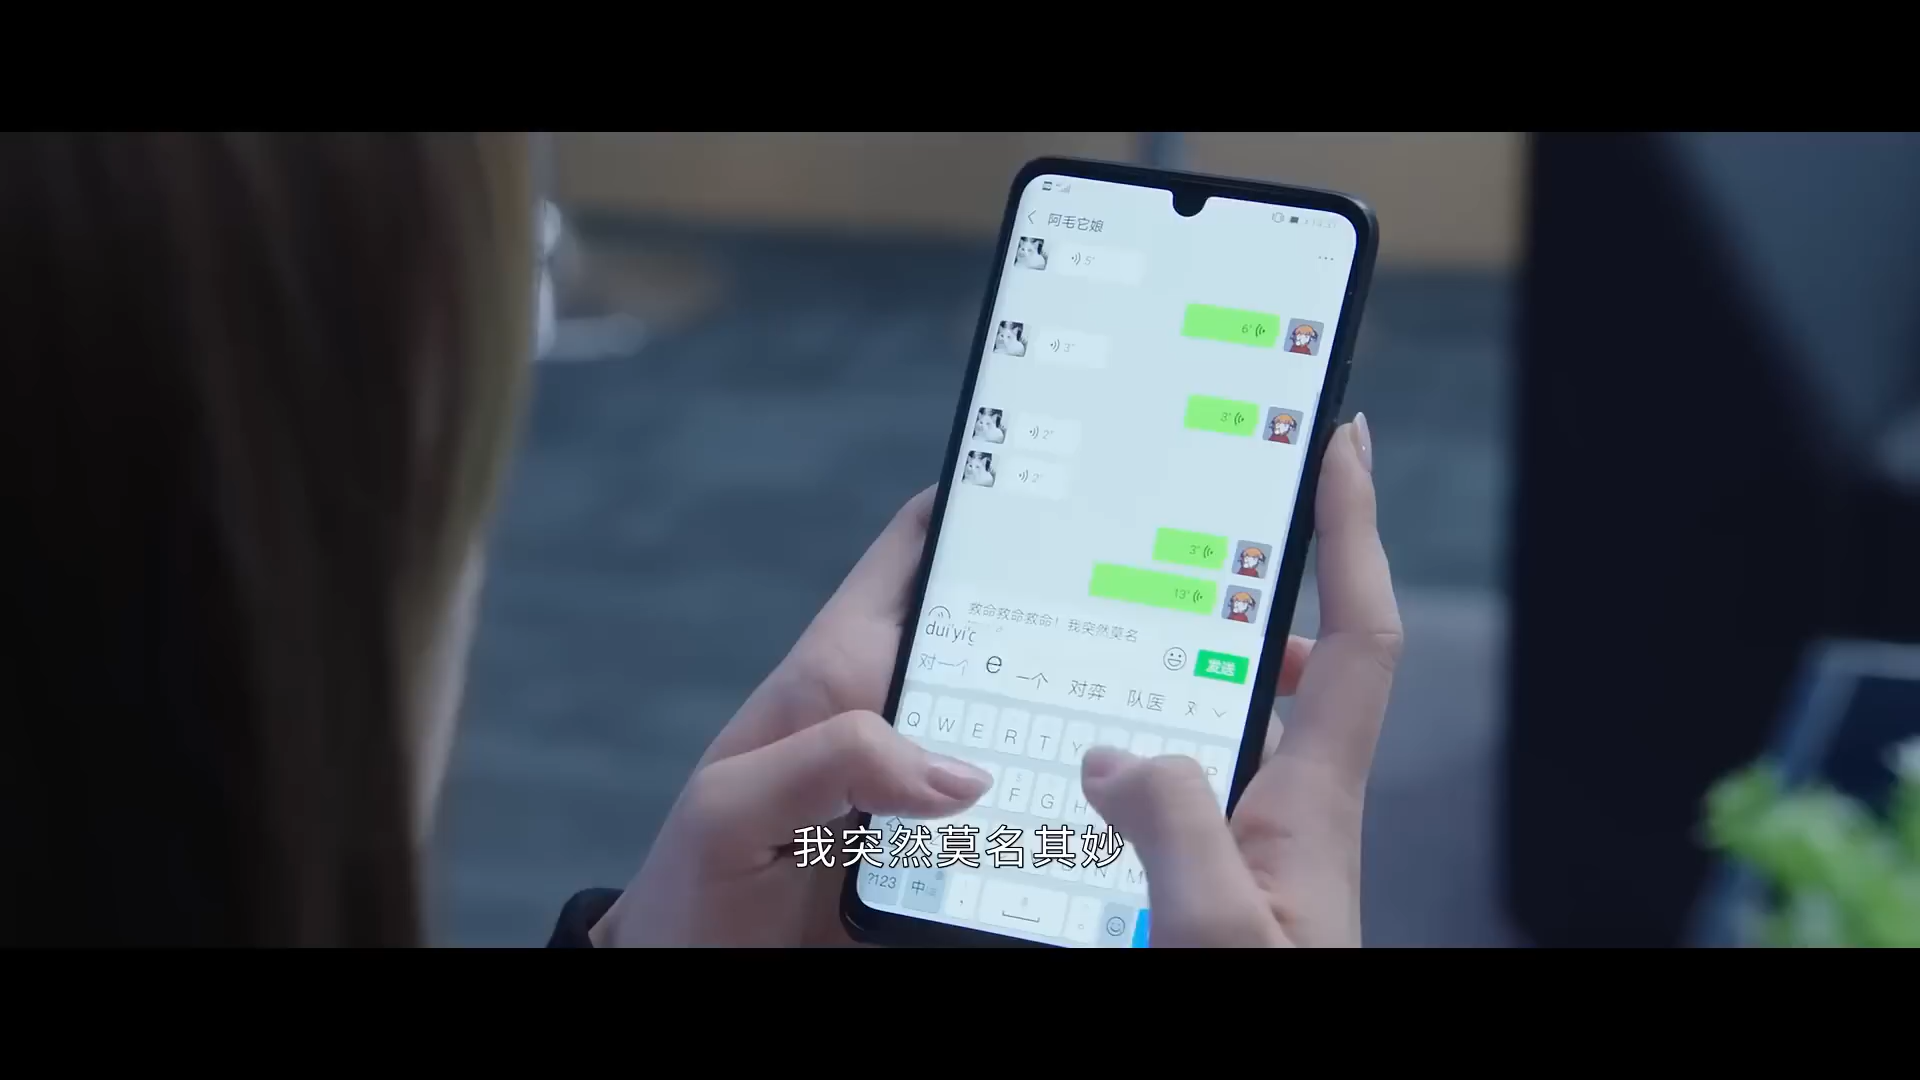 阿毛它娘
5"
6"
3"
3"
2"
2"
3"
13"
救命救命救命！我突然莫名
dui'yi'g
发送
对一个 e 一个 对弈 队医
Q W E R T Y P
F G H
N M
?123 中
我突然莫名其妙